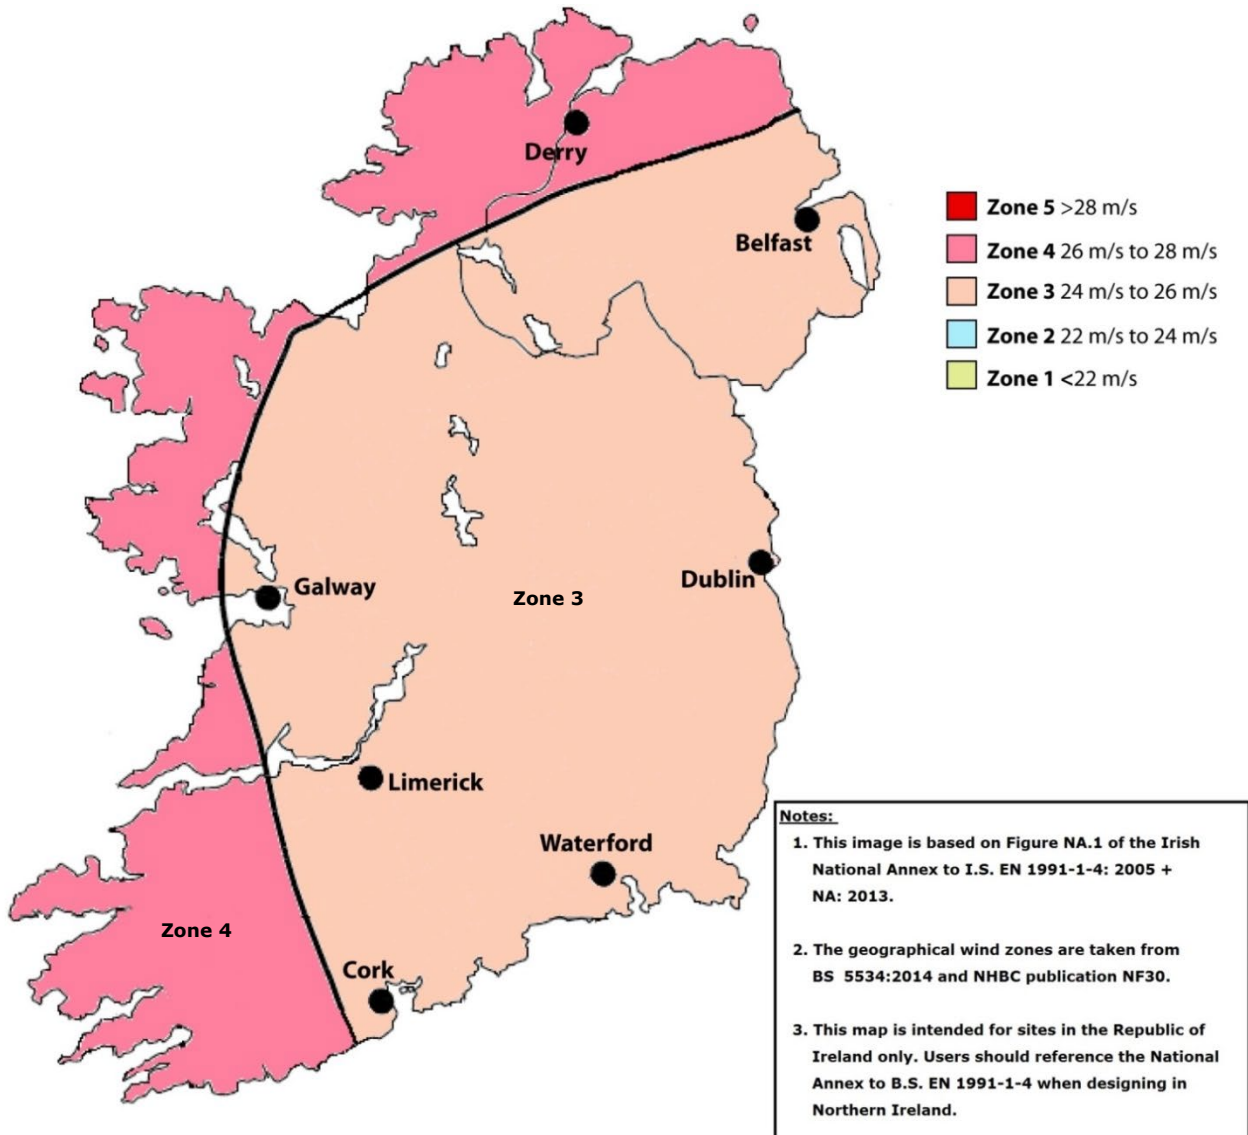 Derry
Belfast
Zone 5 >28 m/s
Zone 4 26 m/s to 28 m/s
Zone 3 24 m/s to 26 m/s
Zone 2 22 m/s to 24 m/s
Zone 1 <22 m/s
Galway
Zone 3
Dublin
Limerick
Waterford
Zone 4
Cork
Notes:
1. This image is based on Figure NA.1 of the Irish
National Annex to I.S. EN 1991-1-4: 2005 +
NA: 2013.
2. The geographical wind zones are taken from
BS 5534:2014 and NHBC publication NF30.
3. This map is intended for sites in the Republic of
Ireland only. Users should reference the National
Annex to B.S. EN 1991-1-4 when designing in
Northern Ireland.